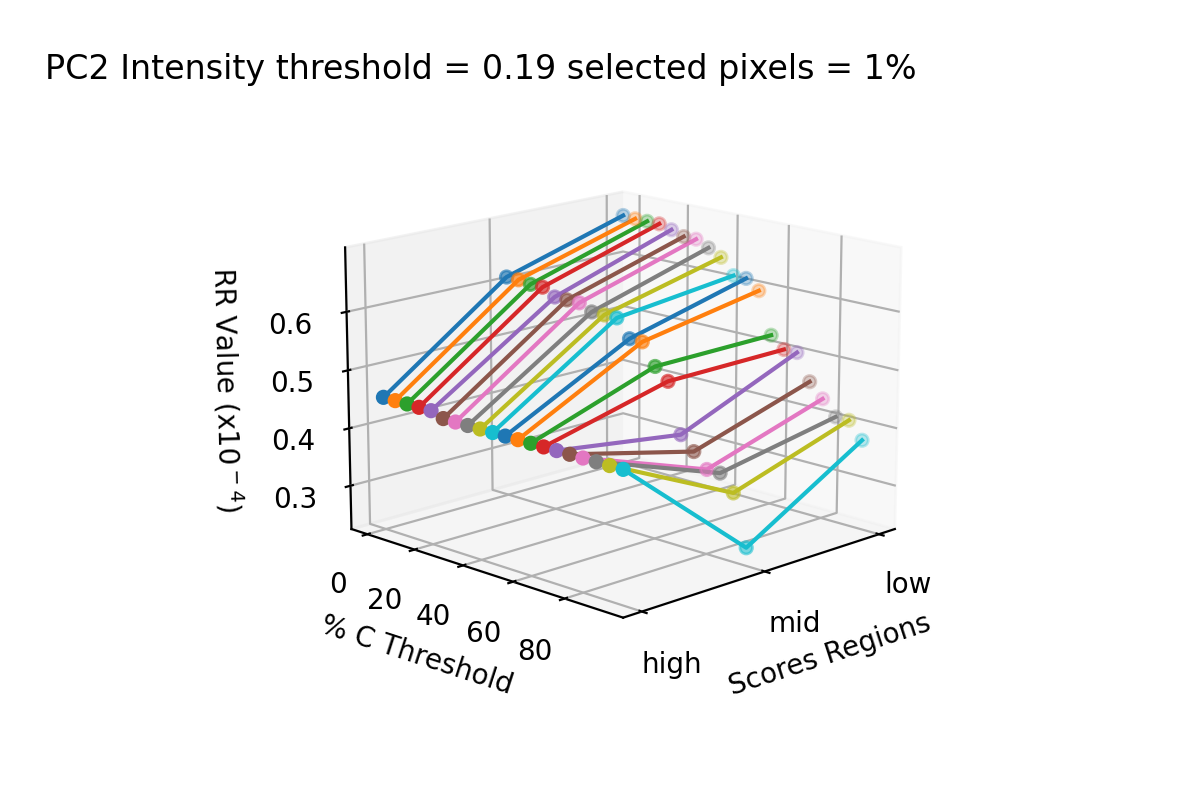 PC2 Intensity threshold = 0.19 selected pixels = 1%
RR Value (x10⁻⁴)
0.6
0.5
0.4
0.3
0
20
40
60
80
% C Threshold
high
mid
low
Scores Regions